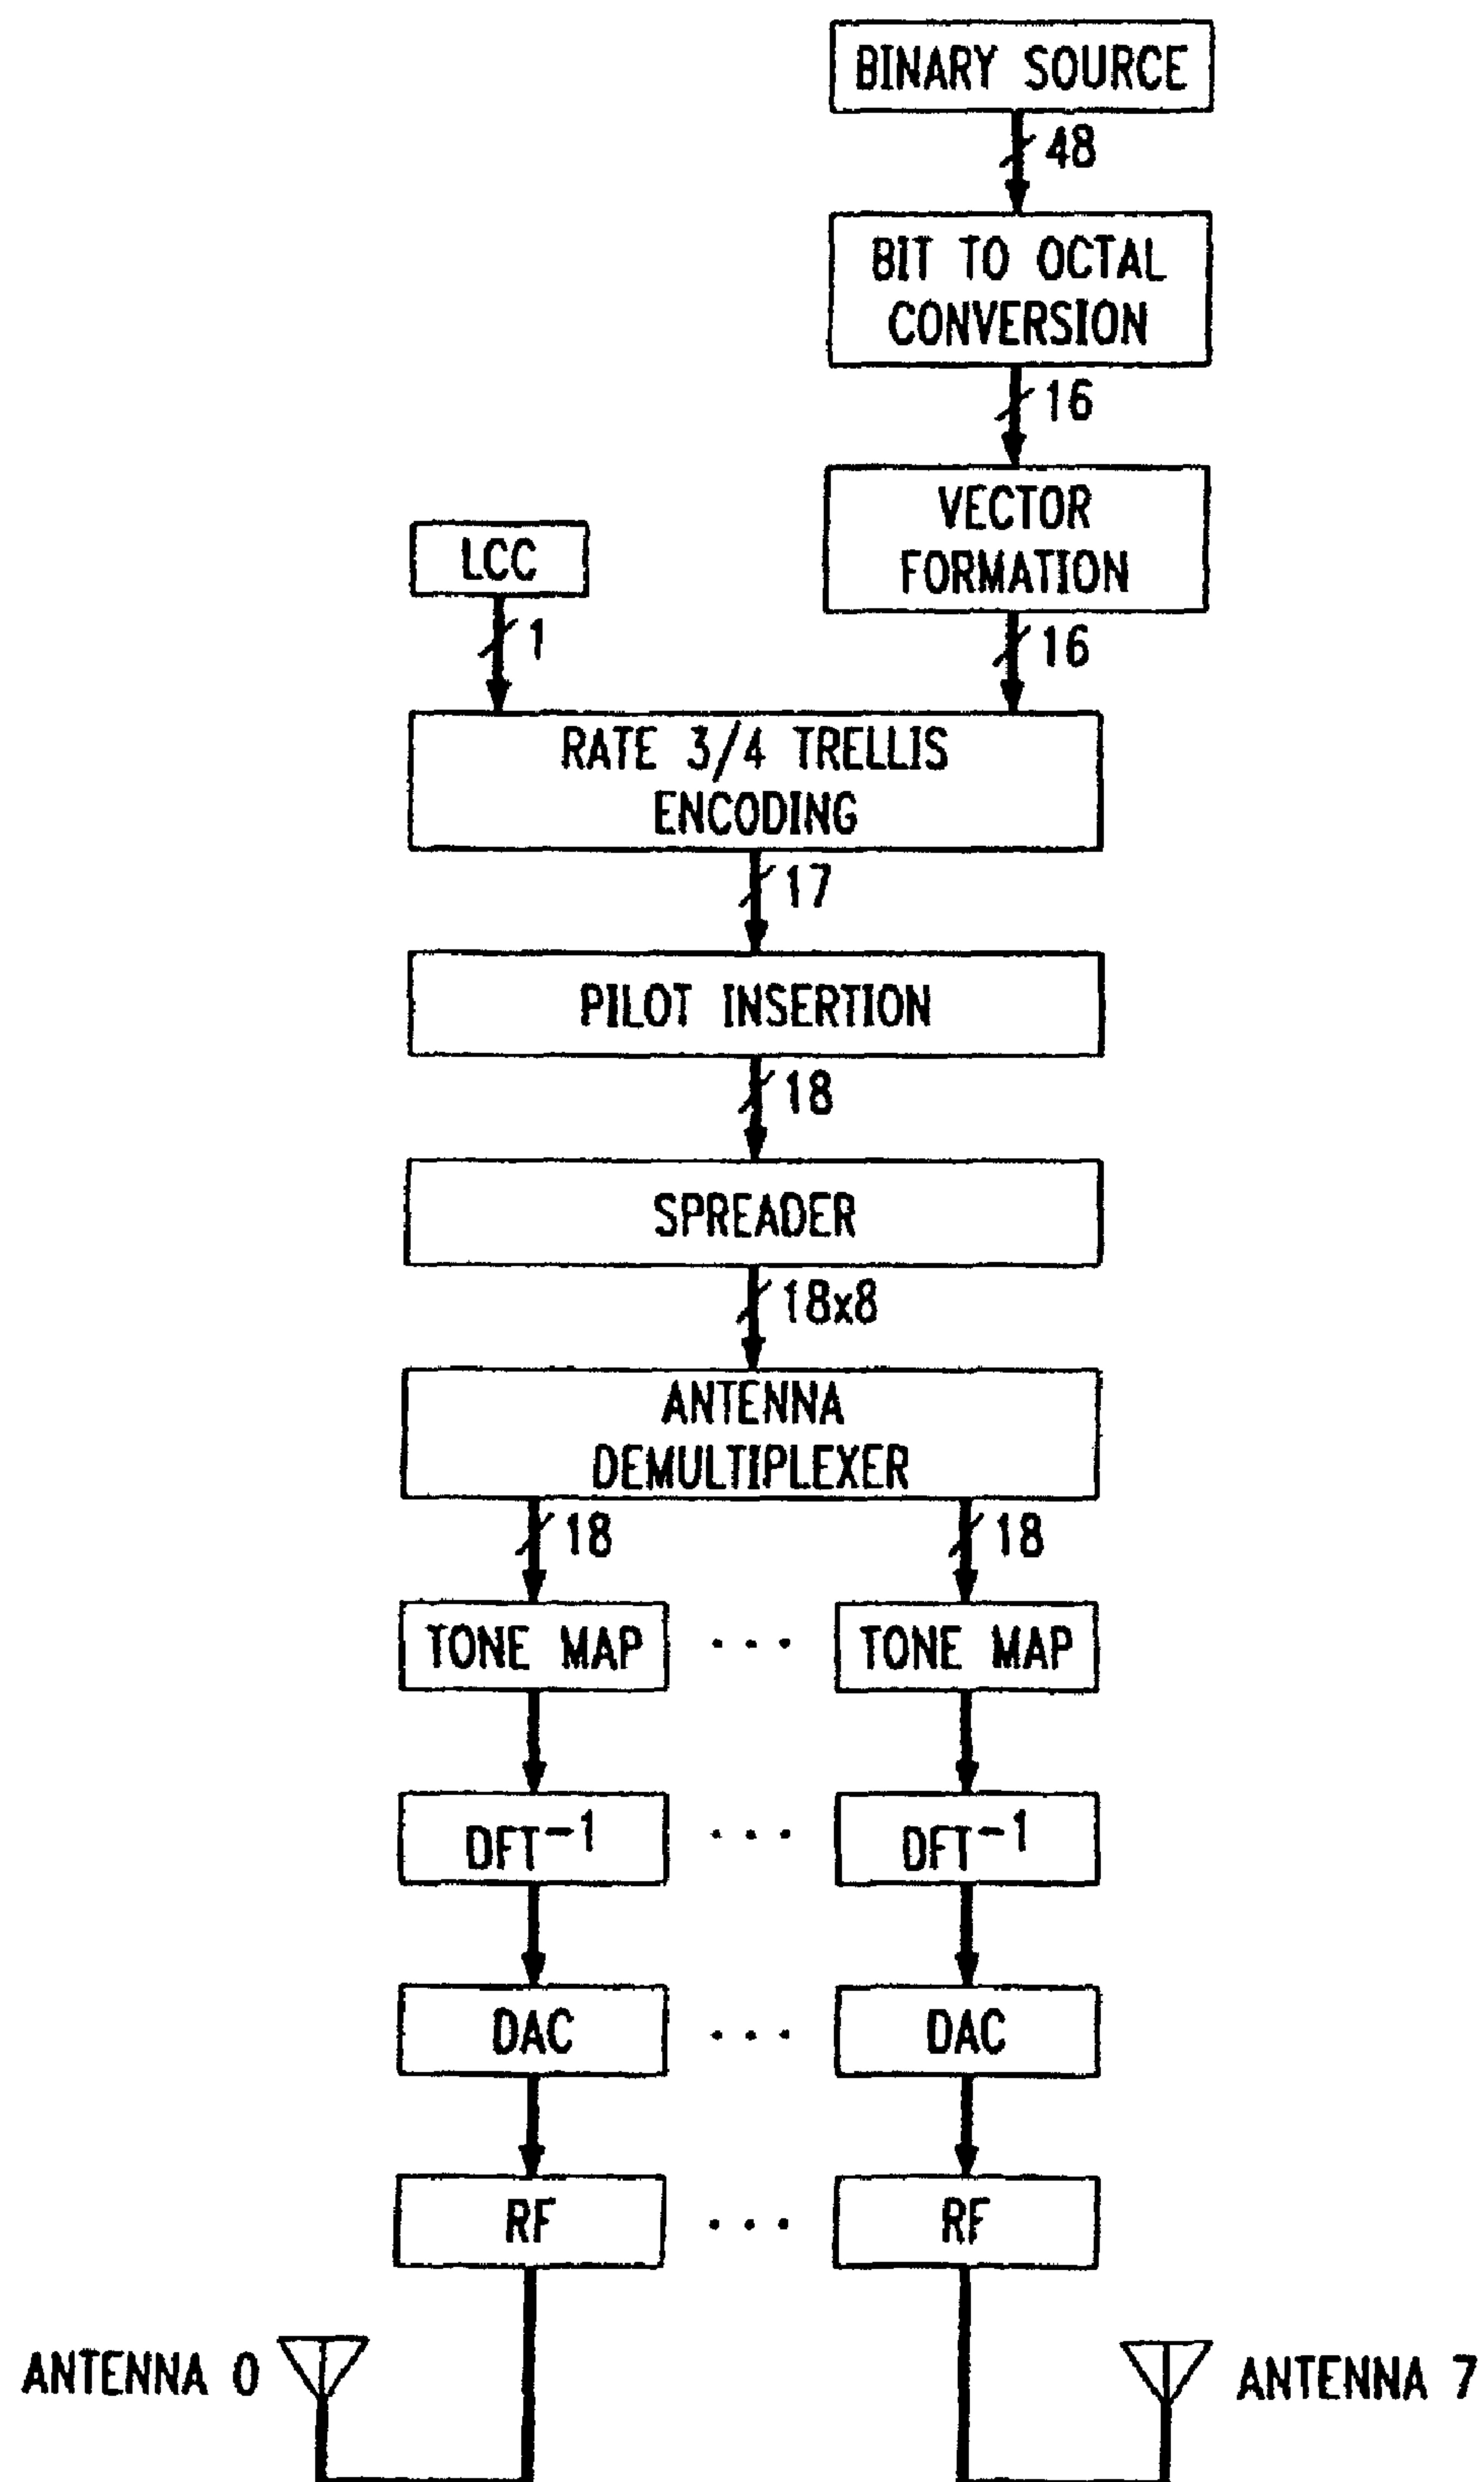 BINARY SOURCE
48
BIT TO OCTAL
CONVERSION
16
VECTOR
FORMATION
LCC
1
16
RATE 3/4 TRELLIS
ENCODING
17
PILOT INSERTION
18
SPREADER
18x8
ANTENNA
DEMULTIPLEXER
18
18
TONE MAP
...
TONE MAP
DFT⁻¹
...
DFT⁻¹
DAC
...
DAC
RF
...
RF
ANTENNA 0
ANTENNA 7